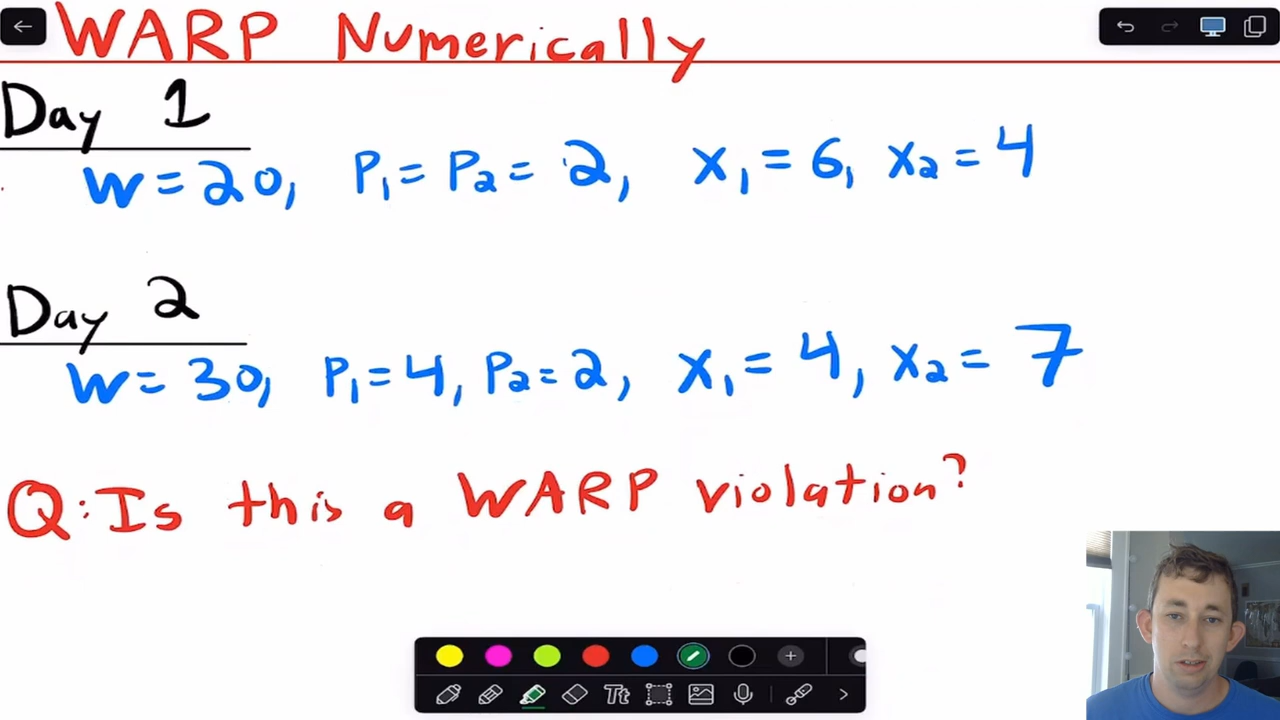 WARP Numerically
Day 1
w = 20, P₁ = P₂ = 2, x₁ = 6, x₂ = 4
Day 2
w = 30, P₁ = 4, P₂ = 2, x₁ = 4, x₂ = 7
Q: Is this a WARP violation?
Tt